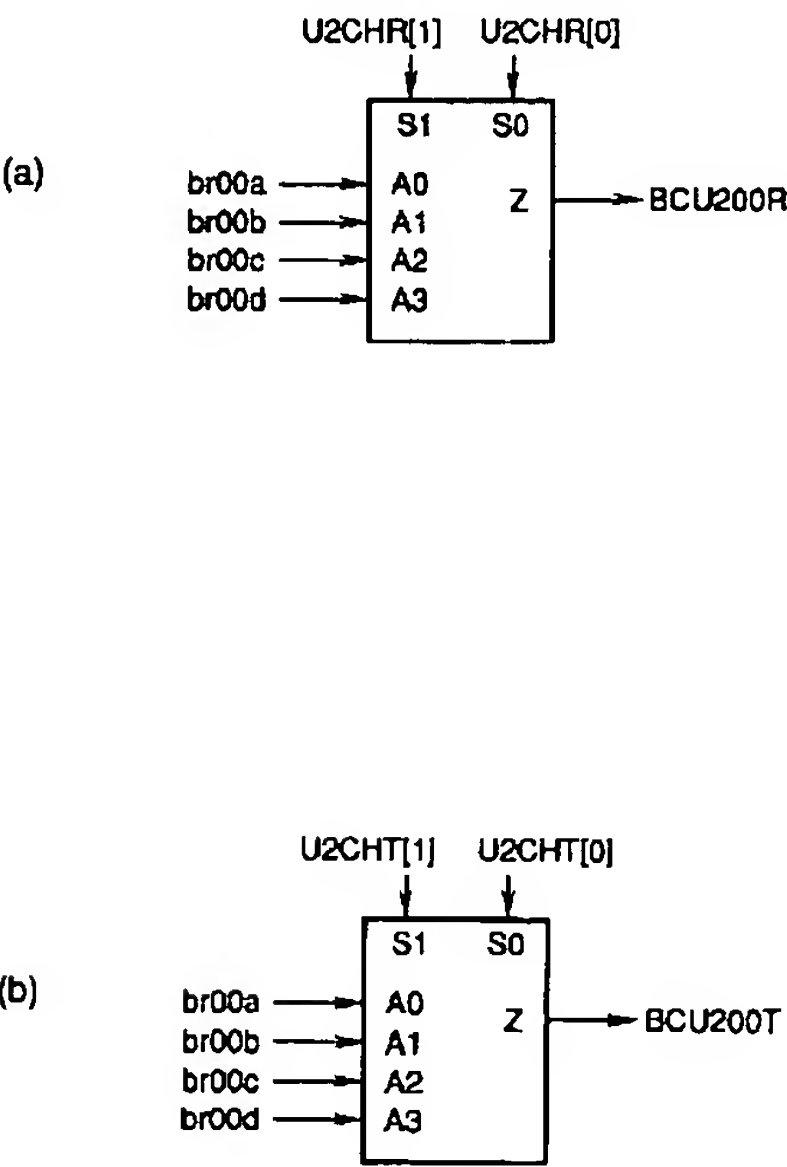 U2CHR[1] U2CHR[0]
S1 S0
(a)
br00a A0
Z BCU200R
br00b A1
br00c A2
br00d A3
U2CHT[1] U2CHT[0]
S1 S0
(b)
br00a A0
Z BCU200T
br00b A1
br00c A2
br00d A3